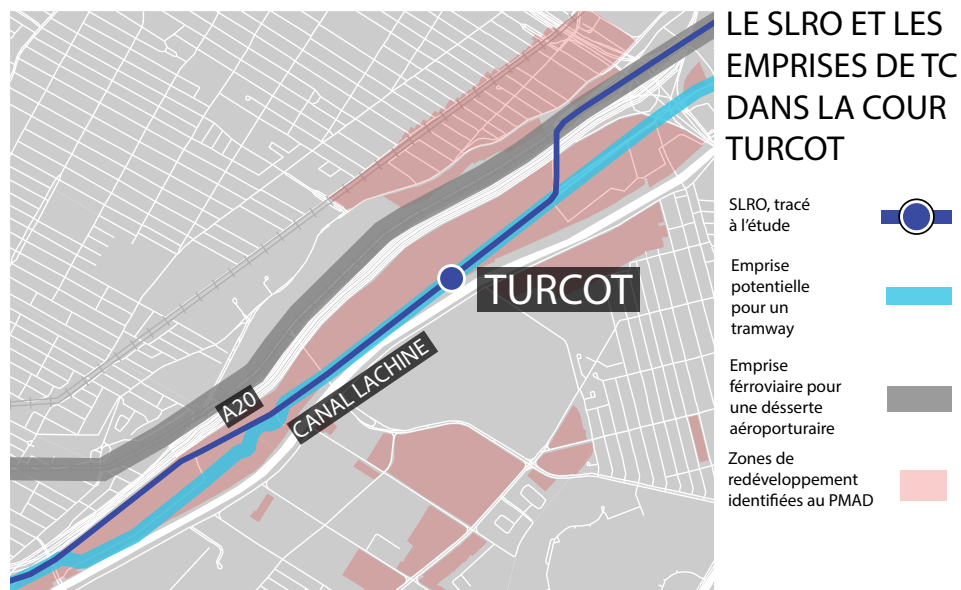 LE SLRO ET LES
EMPRISES DE TC
DANS LA COUR
TURCOT
SLRO, tracé
à l'étude
Emprise
potentielle
pour un
tramway
Emprise
férroviaire pour
une désserte
aéroporturaire
Zones de
redéveloppement
identifiées au PMAD
TURCOT
CANAL LACHINE
A20